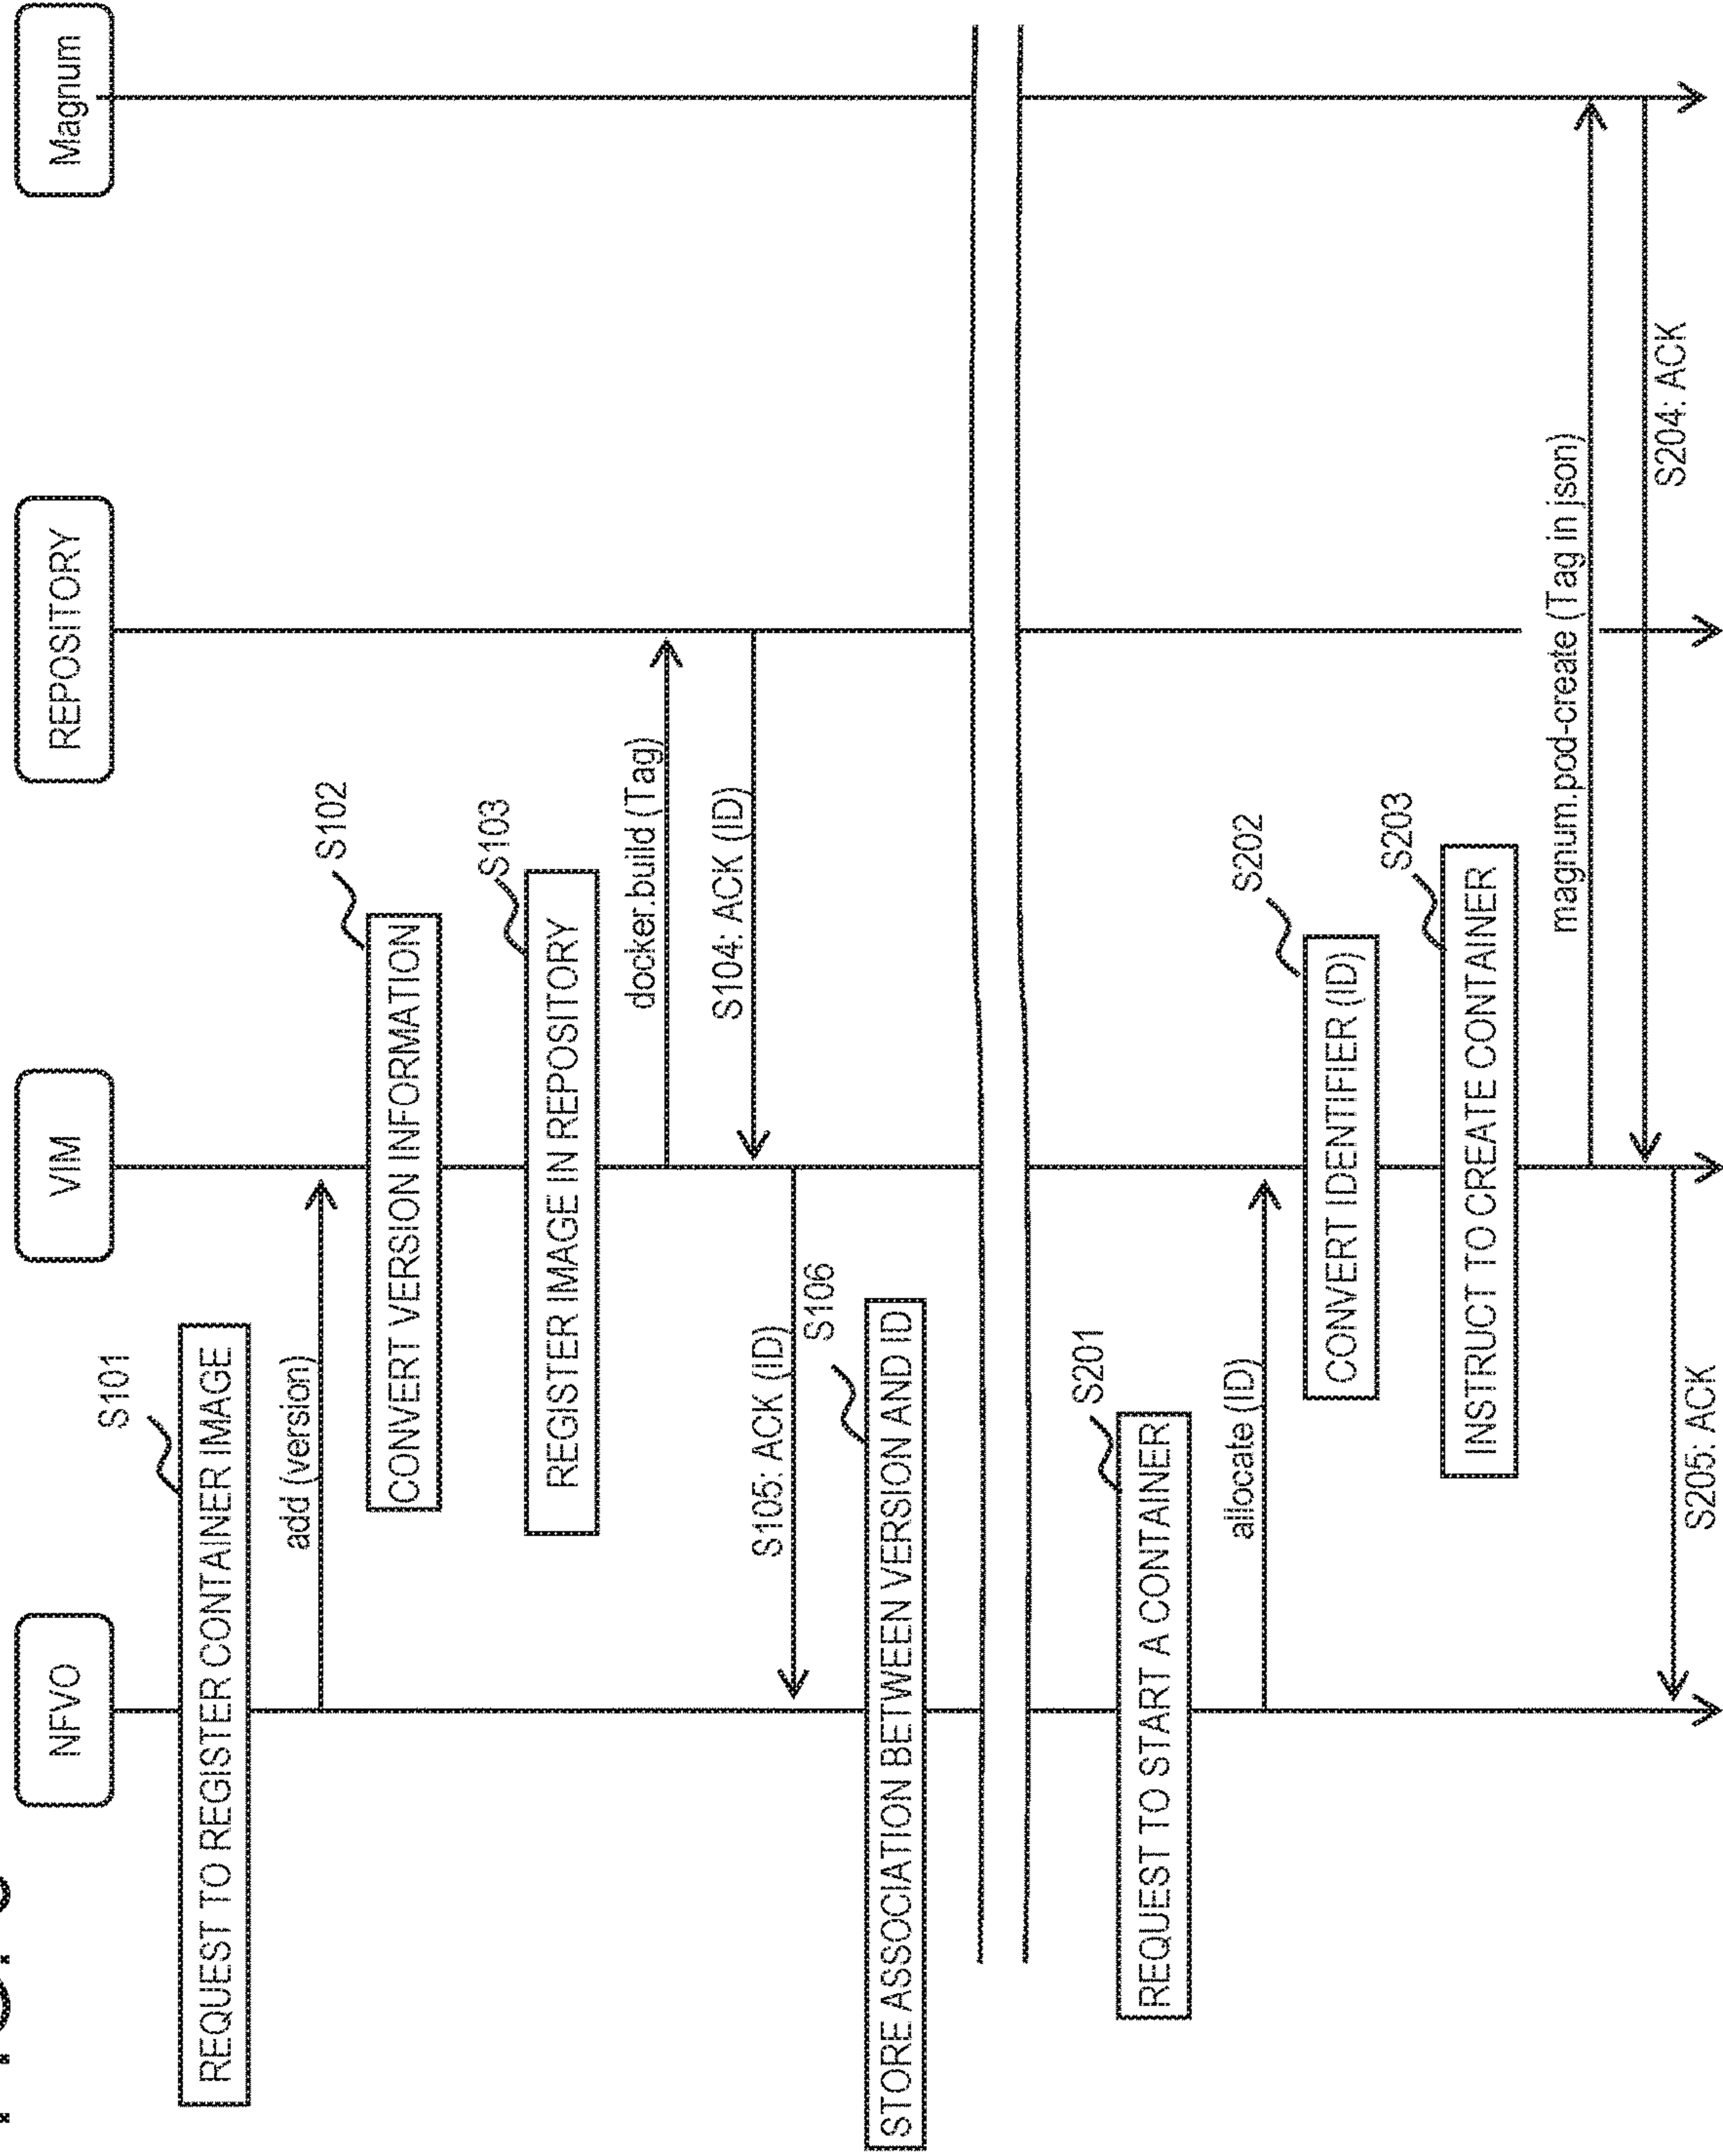 NFVO
VIM
REPOSITORY
Magnum
S101
REQUEST TO REGISTER CONTAINER IMAGE
add (version)
S102
CONVERT VERSION INFORMATION
S103
REGISTER IMAGE IN REPOSITORY
docker.build (Tag)
S104: ACK (ID)
S105: ACK (ID)
S106
STORE ASSOCIATION BETWEEN VERSION AND ID
S201
REQUEST TO START A CONTAINER
allocate (ID)
S202
CONVERT IDENTIFIER (ID)
S203
INSTRUCT TO CREATE CONTAINER
magnum.pod-create (Tag in json)
S204: ACK
S205: ACK